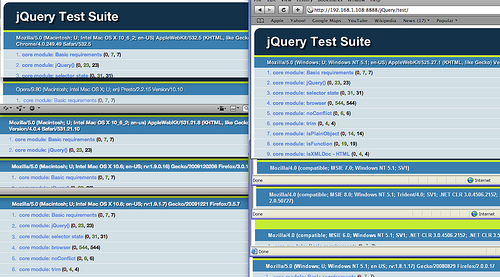 jQuery Test Suite
Mozilla/5.0 (Macintosh; U; Intel Mac OS X 10_6_2; en-US) AppleWebKit/532.5 (KHTML, like Gecko)
Chrome/4.0.249.49 Safari/532.5
1. core module: Basic requirements (0, 7, 7)
2. core module: jQuery() (0, 23, 23)
3. core module: selector state (0, 31, 31)
Opera/9.80 (Macintosh; Intel Mac OS X; U; en) Presto/2.2.15 Version/10.10
Mozilla/5.0 (Macintosh; U; Intel Mac OS X 10_6_2; en-us) AppleWebKit/531.21.8 (KHTML, like Gecko)
Version/4.0.4 Safari/531.21.10
1. core module: Basic requirements (0, 7, 7)
2. core module: jQuery() (0, 23, 23)
Mozilla/5.0 (Macintosh; U; Intel Mac OS X 10.6; en-US; rv:1.9.0.16) Gecko/2009120206 Firefox/3.0.1
1. core module: Basic requirements (0, 7, 7)
Mozilla/5.0 (Macintosh; U; Intel Mac OS X 10.6; en-US; rv:1.9.1.7) Gecko/20091221 Firefox/3.5.7
1. core module: Basic requirements (0, 7, 7)
2. core module: jQuery() (0, 23, 23)
3. core module: selector state (0, 31, 31)
4. core module: browser (0, 544, 544)
5. core module: noConflict (0, 6, 6)
6. core module: trim (0, 4, 4)
http://192.168.1.108:8888/jQuery/test/
Apple Yahoo! Google Maps YouTube Wikipedia News (17) Popular
jQuery Test Suite
Mozilla/5.0 (Windows; U; Windows NT 5.1; en-US) AppleWebKit/525.27.1 (KHTML, like Gecko) Ve
1. core module: Basic requirements (0, 7, 7)
2. core module: jQuery() (0, 23, 23)
3. core module: selector state (0, 31, 31)
4. core module: browser (0, 544, 544)
5. core module: noConflict (0, 6, 6)
6. core module: trim (0, 4, 4)
7. core module: isPlainObject (0, 14, 14)
8. core module: isFunction (0, 19, 19)
9. core module: isXMLDoc - HTML (0, 4, 4)
Mozilla/4.0 (compatible; MSIE 7.0; Windows NT 5.1; SV1)
Done Internet
Mozilla/4.0 (compatible; MSIE 8.0; Windows NT 5.1; Trident/4.0; SV1; .NET CLR 3.0.4506.2152;
2.0.50727)
Done Internet
Mozilla/4.0 (compatible; MSIE 6.0; Windows NT 5.1; SV1; .NET CLR 3.0.4506.2152; .NET CLR 3.5
Done Internet
Mozilla/5.0 (Windows; U; Windows NT 5.1; en-US; rv:1.8.1.17) Gecko/20080829 Firefox/2.0.0.17